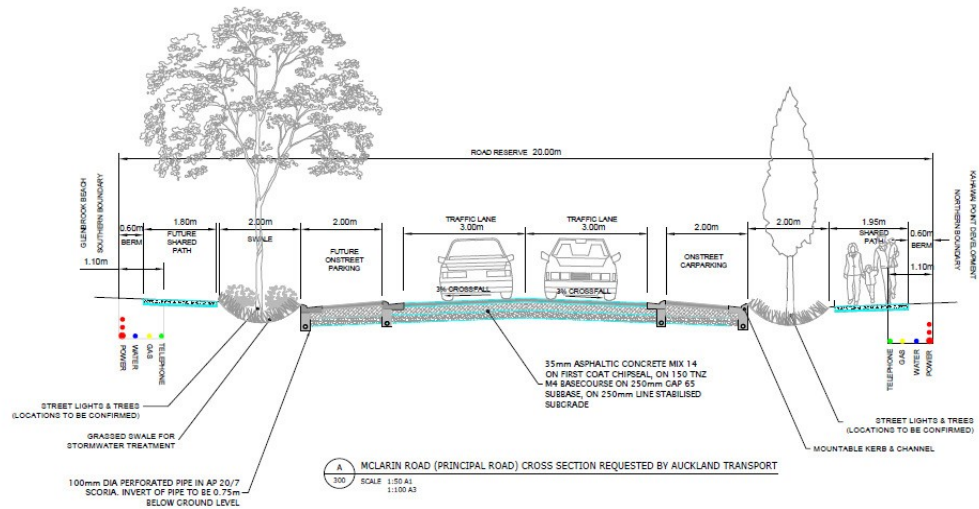 ROAD RESERVE 20.00m
GLENBROOK BEACH
SOUTHERN BOUNDARY
0.60m
BERM
1.10m
1.80m
FUTURE
SHARED
PATH
2.00m
SWALE
2.00m
FUTURE
ONSTREET
PARKING
TRAFFIC LANE
3.00m
TRAFFIC LANE
3.00m
2.00m
ONSTREET
CARPARKING
2.00m
1.95m
SHARED
PATH
0.60m
BERM
1.10m
NORTHERN BOUNDARY
KAHAWAI POINT DEVELOPMENT
3% CROSSFALL
3% CROSSFALL
POWER
WATER
GAS
TELEPHONE
TELEPHONE
GAS
WATER
POWER
STREET LIGHTS & TREES
(LOCATIONS TO BE CONFIRMED)
GRASSED SWALE FOR
STORMWATER TREATMENT
100mm DIA PERFORATED PIPE IN AP 20/7
SCORIA. INVERT OF PIPE TO BE 0.75m
BELOW GROUND LEVEL
35mm ASPHALTIC CONCRETE MIX 14
ON FIRST COAT CHIPSEAL, ON 150 TNZ
M4 BASECOURSE ON 250mm GAP 65
SUBBASE, ON 250mm LINE STABILISED
SUBGRADE
STREET LIGHTS & TREES
(LOCATIONS TO BE CONFIRMED)
MOUNTABLE KERB & CHANNEL
A
300
MCLARIN ROAD (PRINCIPAL ROAD) CROSS SECTION REQUESTED BY AUCKLAND TRANSPORT
SCALE 1:50 A1
1:100 A3